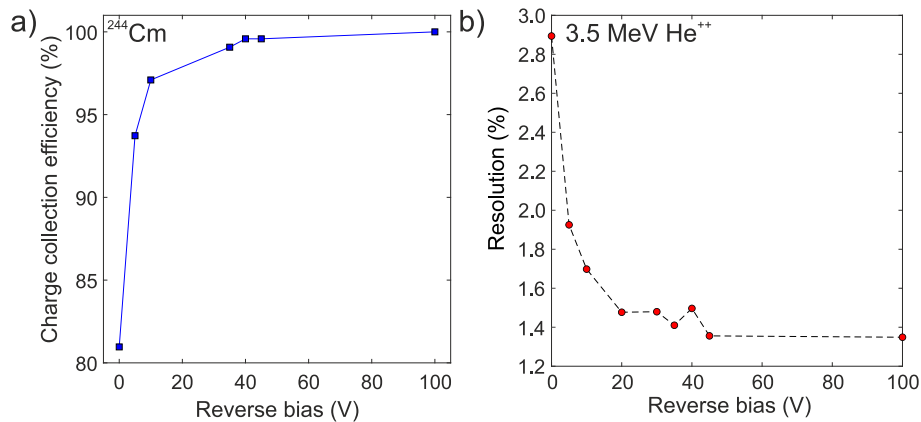 a)
²⁴⁴Cm
Charge collection efficiency (%)
100
95
90
85
80
0 20 40 60 80 100
Reverse bias (V)
b)
3.5 MeV He⁺⁺
Resolution (%)
3.0
2.8
2.6
2.4
2.2
2.0
1.8
1.6
1.4
1.2
0 20 40 60 80 100
Reverse bias (V)